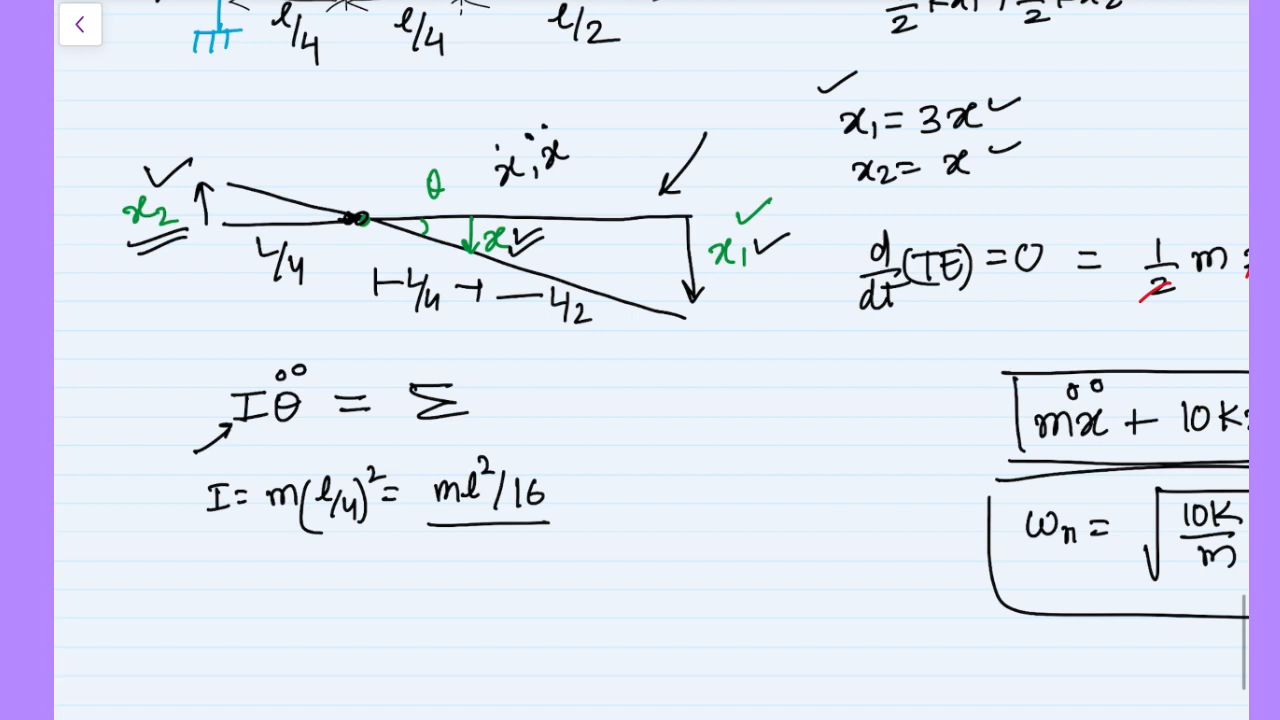 l/4 l/4 l/2
x₁ = 3x
x₂ = x
ẋ, ẍ
θ
x₂
x
x₁
L/4
L/4
L/2
d/dt (TE) = 0 = 1/2 m
Iθ̈ = Σ
mẍ + 10K
I = m(l/4)² = ml²/16
ωn = √10K/m